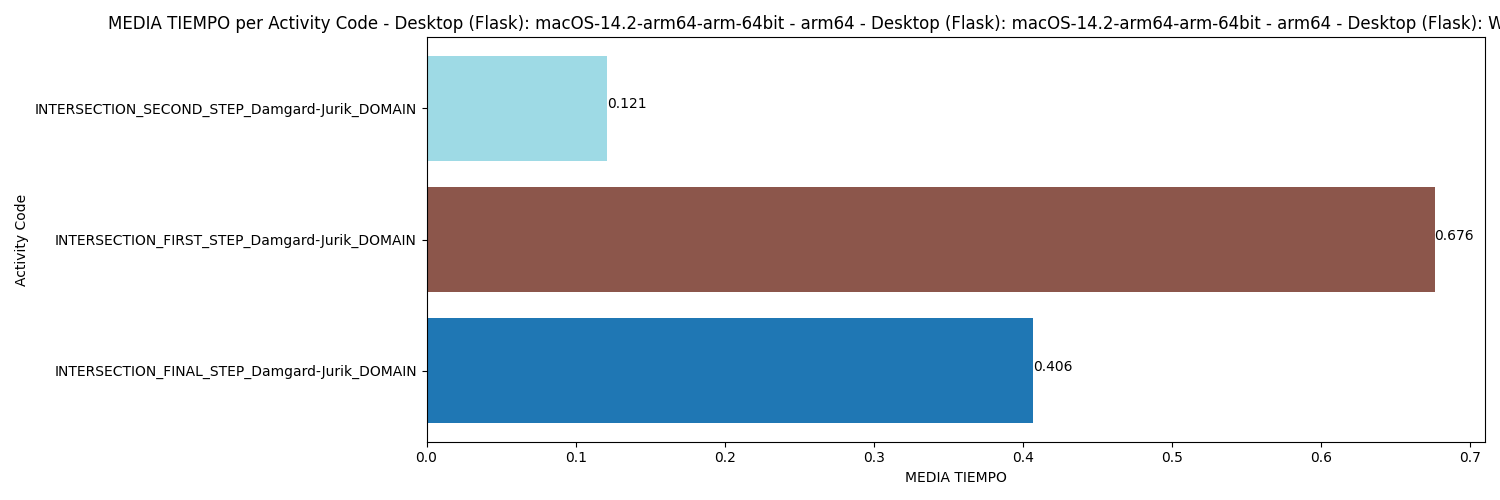 MEDIA TIEMPO per Activity Code - Desktop (Flask): macOS-14.2-arm64-arm-64bit - arm64 - Desktop (Flask): macOS-14.2-arm64-arm-64bit - arm64 - Desktop (Flask): W
INTERSECTION_SECOND_STEP_Damgard-Jurik_DOMAIN
0.121
INTERSECTION_FIRST_STEP_Damgard-Jurik_DOMAIN
0.676
INTERSECTION_FINAL_STEP_Damgard-Jurik_DOMAIN
0.406
Activity Code
0.0 0.1 0.2 0.3 0.4 0.5 0.6 0.7
MEDIA TIEMPO